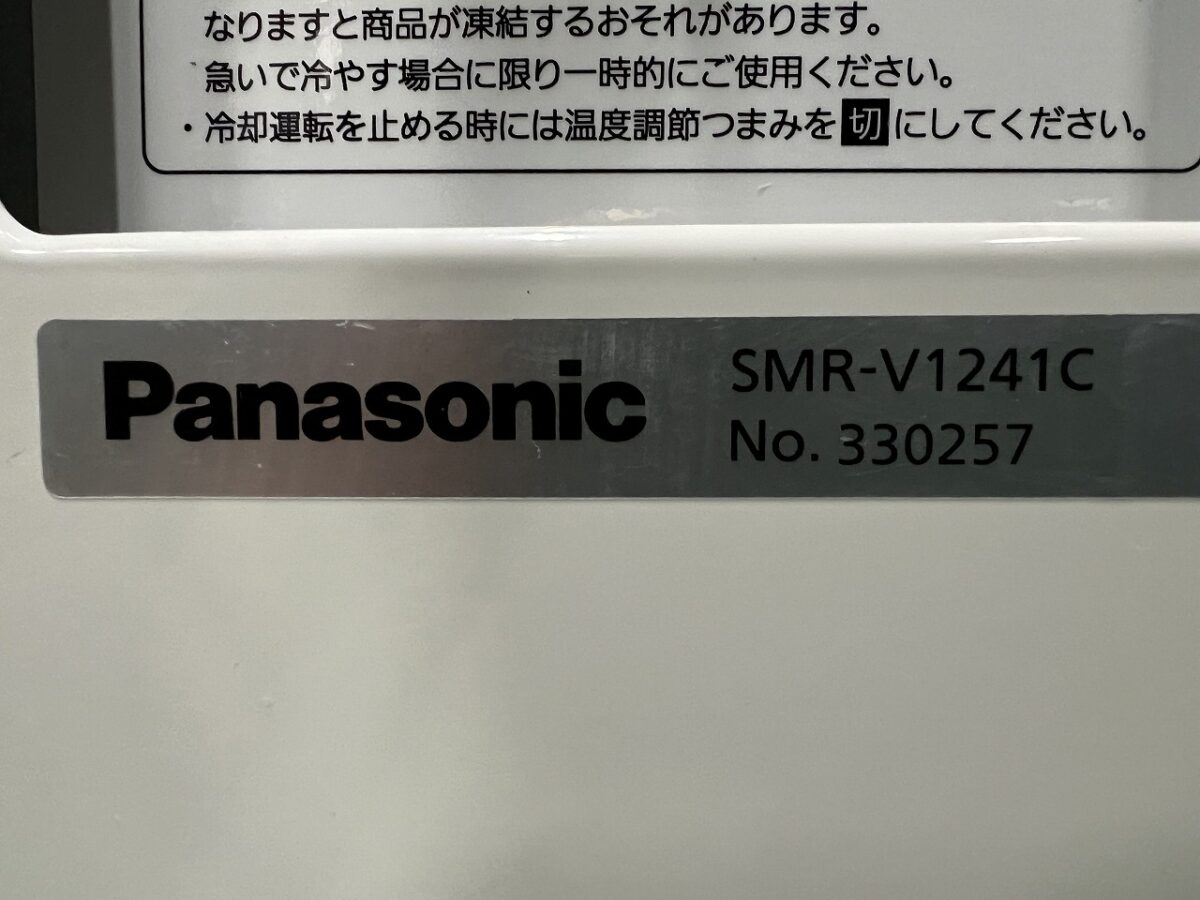 なりますと商品が凍結するおそれがあります。
急いで冷やす場合に限り一時的にご使用ください。
・冷却運転を止める時には温度調節つまみを切にしてください。
Panasonic
SMR-V1241C
No. 330257